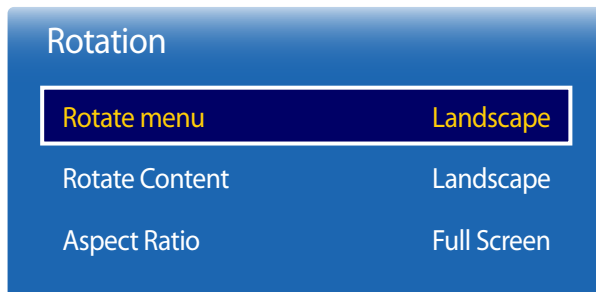 Rotation
Rotate menu Landscape
Rotate Content Landscape
Aspect Ratio Full Screen